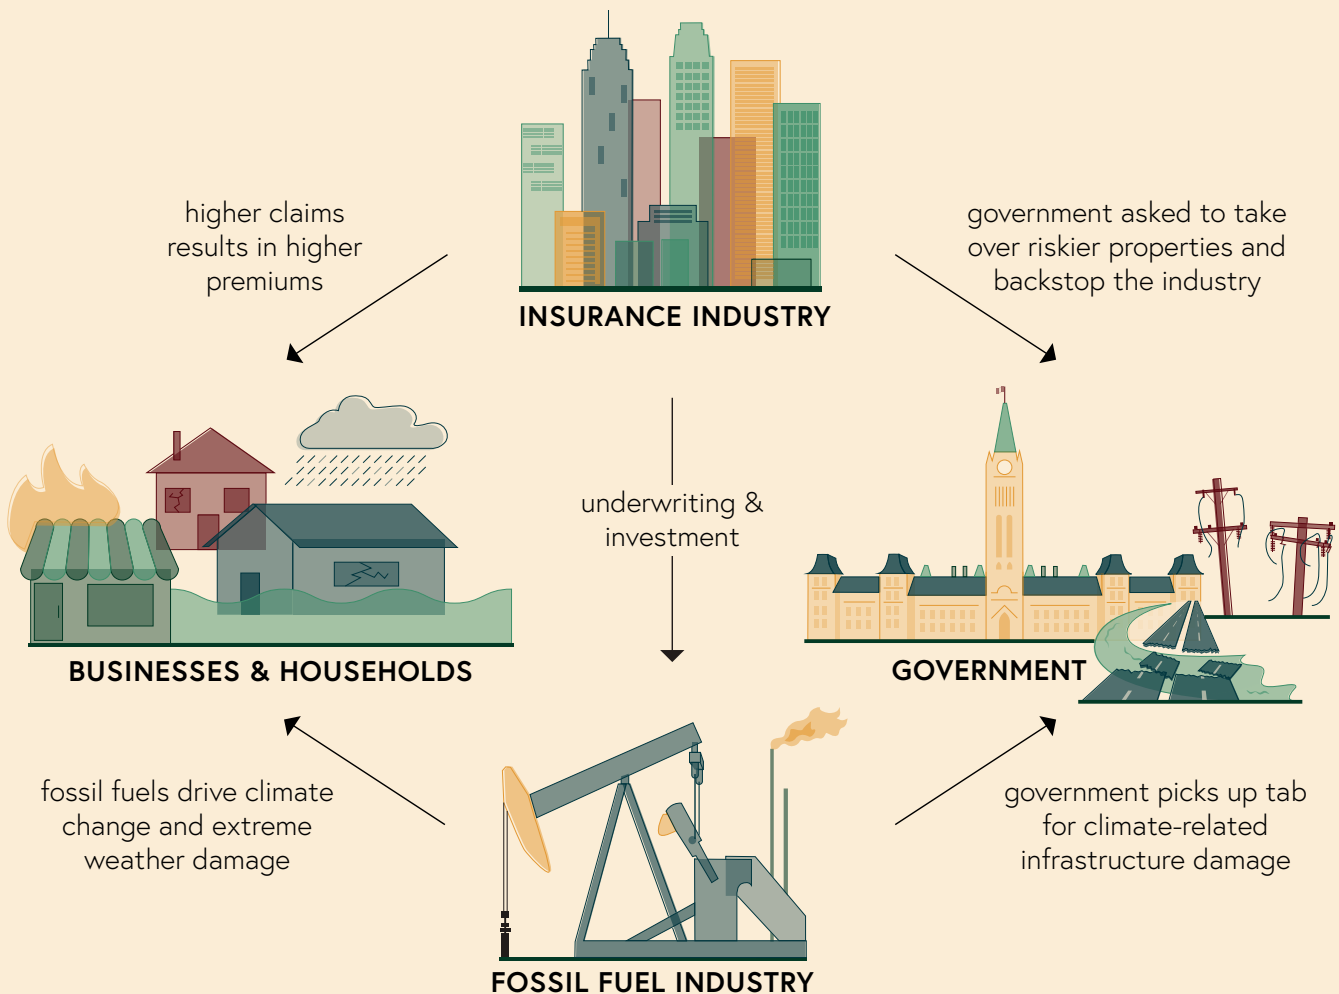 higher claims
results in higher
premiums
government asked to take
over riskier properties and
backstop the industry
INSURANCE INDUSTRY
underwriting &
investment
BUSINESSES & HOUSEHOLDS
GOVERNMENT
fossil fuels drive climate
change and extreme
weather damage
government picks up tab
for climate-related
infrastructure damage
FOSSIL FUEL INDUSTRY